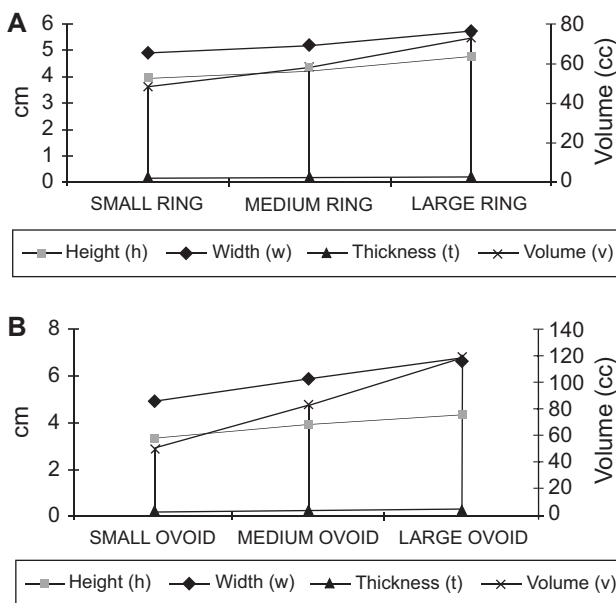 A
6
5
4
3
2
1
0
cm
80
60
40
20
0
Volume (cc)
SMALL RING MEDIUM RING LARGE RING
Height (h) Width (w) Thickness (t) Volume (v)
B
8
6
4
2
0
cm
140
120
100
80
60
40
20
0
Volume (cc)
SMALL OVOID MEDIUM OVOID LARGE OVOID
Height (h) Width (w) Thickness (t) Volume (v)